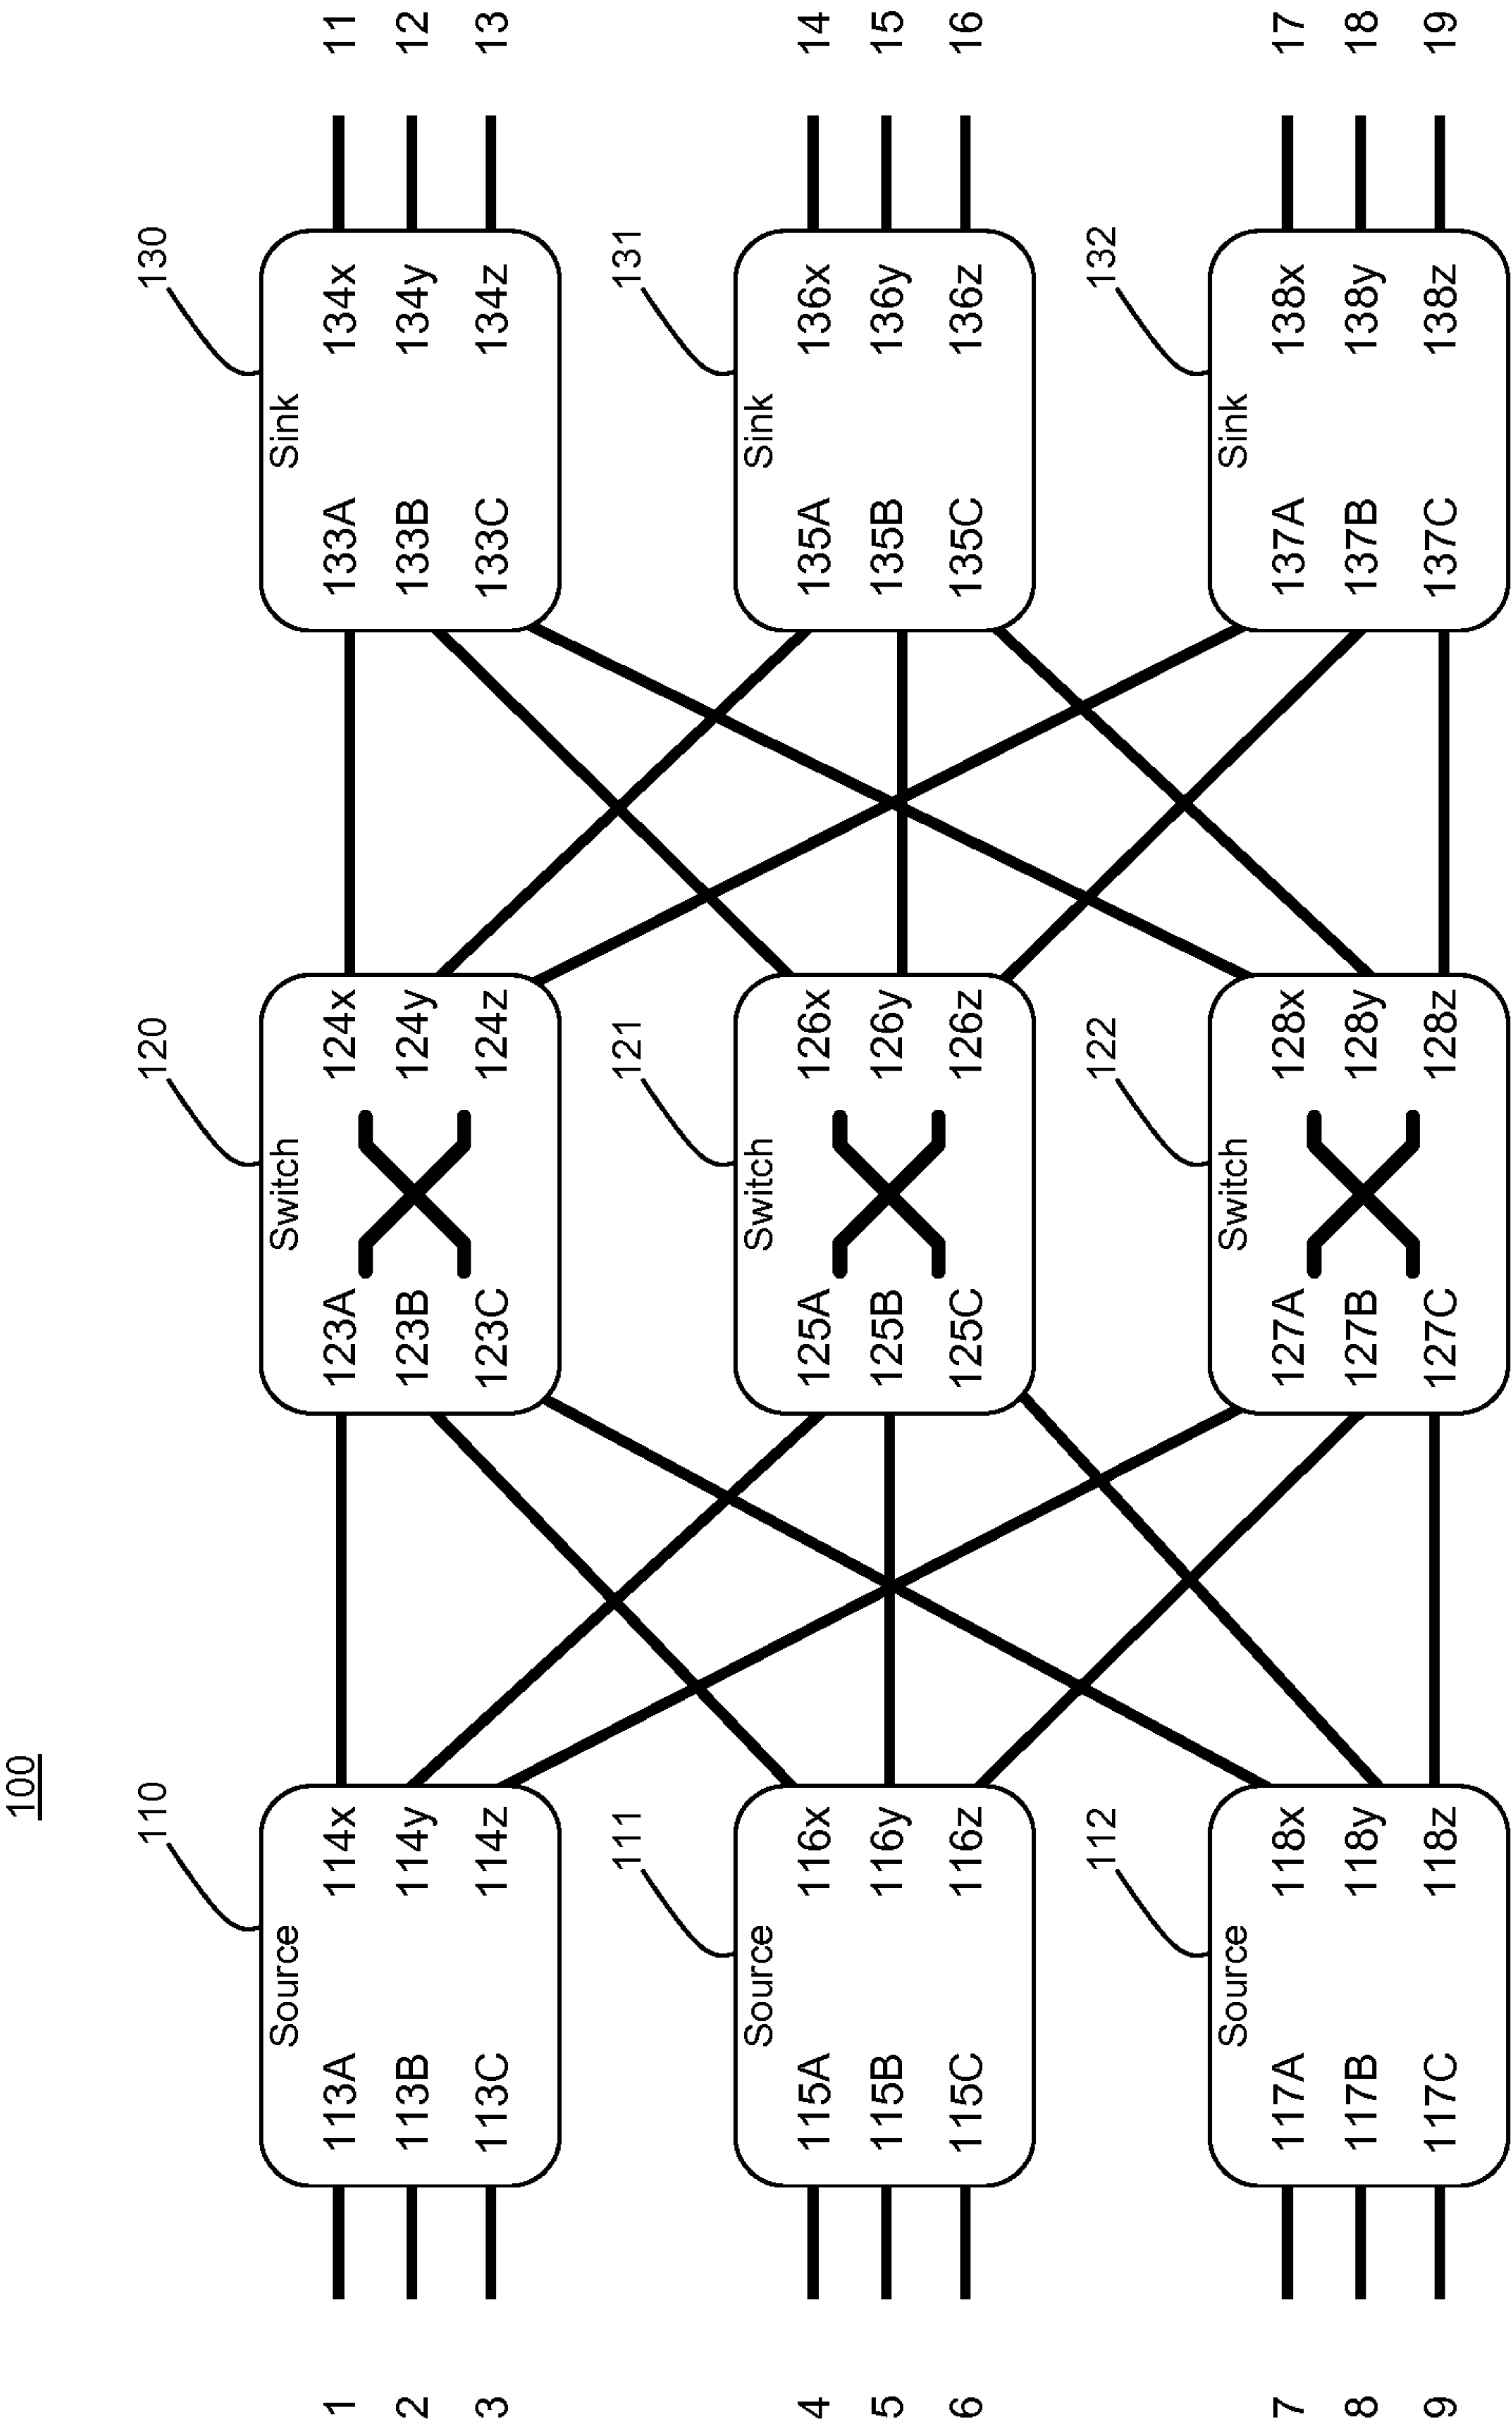 100
110
120
130
Source
Switch
Sink
1
113A
114x
123A
124x
133A
134x
11
2
113B
114y
123B
124y
133B
134y
12
3
113C
114z
123C
124z
133C
134z
13
111
121
131
Source
Switch
Sink
4
115A
116x
125A
126x
135A
136x
14
5
115B
116y
125B
126y
135B
136y
15
6
115C
116z
125C
126z
135C
136z
16
112
122
132
Source
Switch
Sink
7
117A
118x
127A
128x
137A
138x
17
8
117B
118y
127B
128y
137B
138y
18
9
117C
118z
127C
128z
137C
138z
19